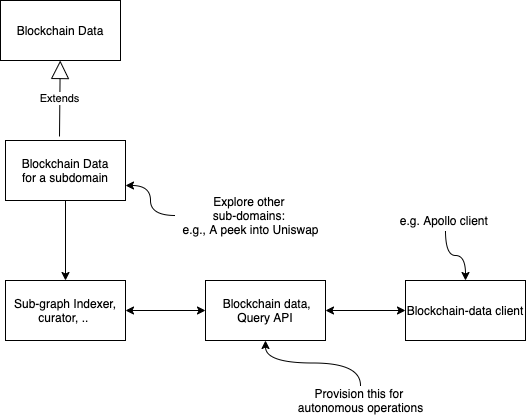 Blockchain Data
Extends
Blockchain Data
for a subdomain
Explore other
sub-domains:
e.g., A peek into Uniswap
e.g. Apollo client
Sub-graph Indexer,
curator, ..
Blockchain data,
Query API
Blockchain-data client
Provision this for
autonomous operations